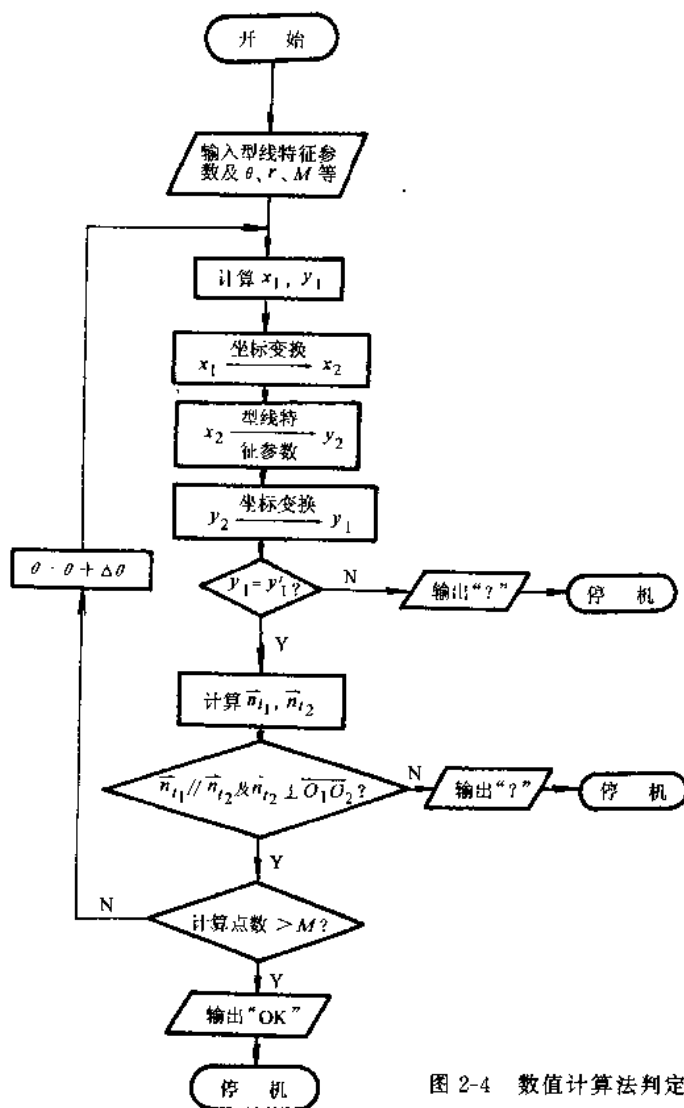 开 始
输入型线特征参
数及 θ、r、M 等
计算 x₁, y₁
坐标变换
x₁ → x₂
型线特
x₂ → y₂
征参数
坐标变换
y₂ → y₁
θ · θ + Δθ
y₁ = y′₁?
N
输出“?”
停 机
Y
计算 n⃗ₜ₁, n⃗ₜ₂
n⃗ₜ₁ // n⃗ₜ₂ 及 n⃗ₜ₂ ⊥ O₁O₂?
N
输出“?”
停 机
Y
N
计算点数 > M?
Y
输出“OK”
停 机
图 2-4 数值计算法判定